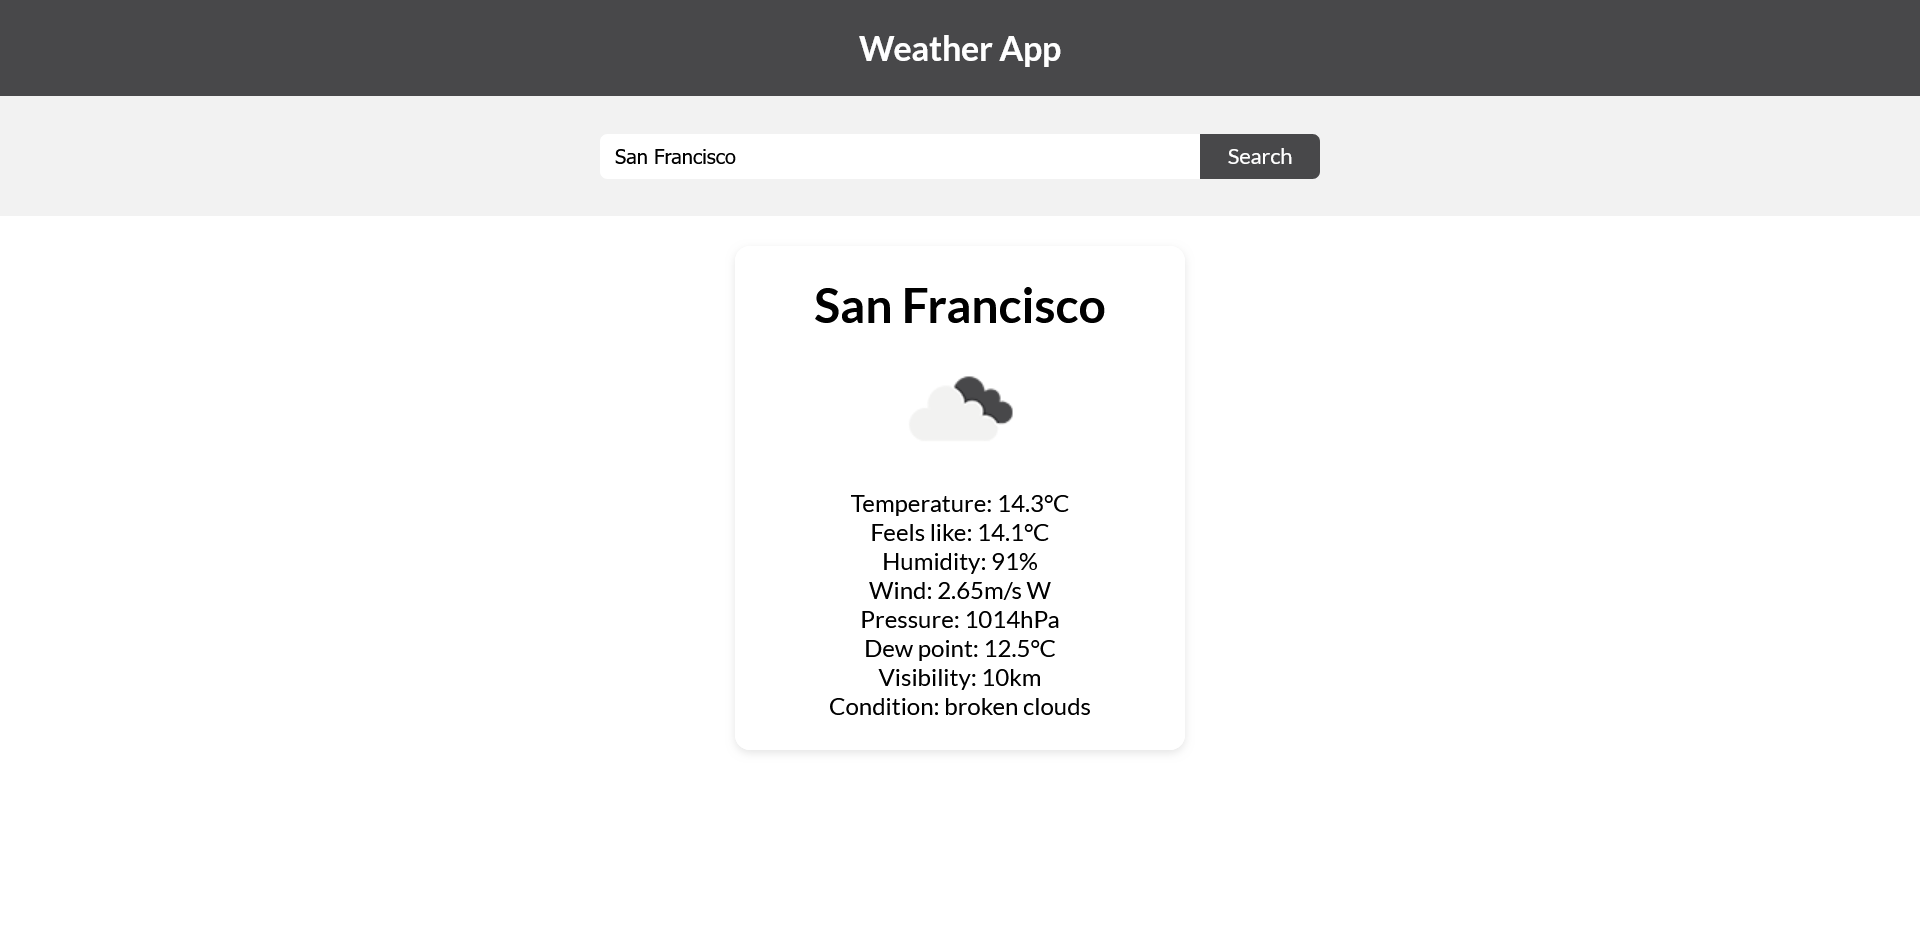 Weather App
San Francisco
Search
San Francisco
Temperature: 14.3°C
Feels like: 14.1°C
Humidity: 91%
Wind: 2.65m/s W
Pressure: 1014hPa
Dew point: 12.5°C
Visibility: 10km
Condition: broken clouds